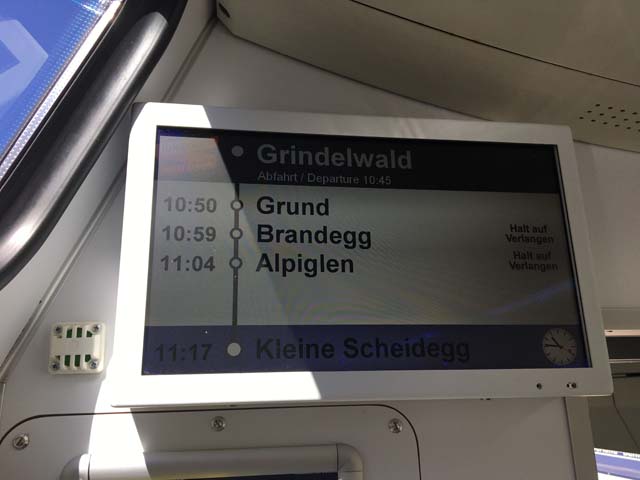 Grindelwald
Abfahrt / Departure 10:45
10:50 Grund
10:59 Brandegg Halt auf Verlangen
11:04 Alpiglen Halt auf Verlangen
11:17 Kleine Scheidegg